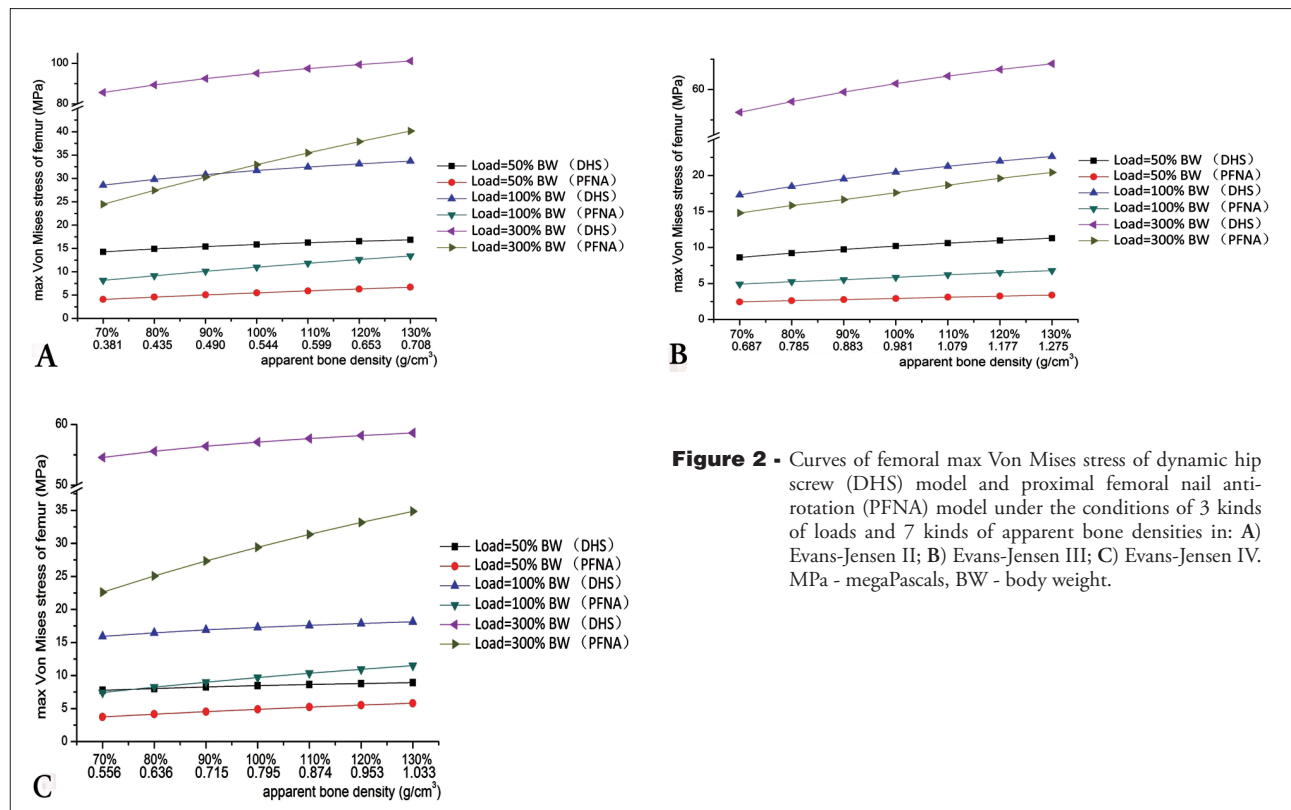 100
80
40
35
30
25
20
15
10
5
0
max Von Mises stress of femur (MPa)
Load=50% BW （DHS）
Load=50% BW （PFNA）
Load=100% BW （DHS）
Load=100% BW （PFNA）
Load=300% BW （DHS）
Load=300% BW （PFNA）
70% 80% 90% 100% 110% 120% 130%
0.381 0.435 0.490 0.544 0.599 0.653 0.708
apparent bone density (g/cm³)
A
60
20
15
10
5
0
max Von Mises stress of femur (MPa)
Load=50% BW （DHS）
Load=50% BW （PFNA）
Load=100% BW （DHS）
Load=100% BW （PFNA）
Load=300% BW （DHS）
Load=300% BW （PFNA）
70% 80% 90% 100% 110% 120% 130%
0.687 0.785 0.883 0.981 1.079 1.177 1.275
apparent bone density (g/cm³)
B
60
50
35
30
25
20
15
10
5
0
max Von Mises stress of femur (MPa)
Load=50% BW （DHS）
Load=50% BW （PFNA）
Load=100% BW （DHS）
Load=100% BW （PFNA）
Load=300% BW （DHS）
Load=300% BW （PFNA）
70% 80% 90% 100% 110% 120% 130%
0.556 0.636 0.715 0.795 0.874 0.953 1.033
apparent bone density (g/cm³)
C
Figure 2 - Curves of femoral max Von Mises stress of dynamic hip
screw (DHS) model and proximal femoral nail anti-
rotation (PFNA) model under the conditions of 3 kinds
of loads and 7 kinds of apparent bone densities in: A)
Evans-Jensen II; B) Evans-Jensen III; C) Evans-Jensen IV.
MPa - megaPascals, BW - body weight.